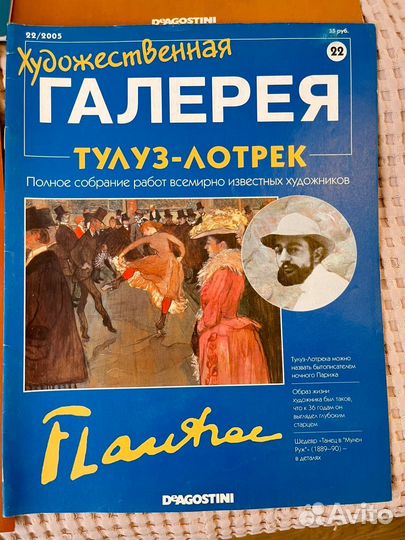 DeAGOSTINI
22/2005
35 руб.
Художественная
22
ГАЛЕРЕЯ
ТУЛУЗ-ЛОТРЕК
Полное собрание работ всемирно известных художников
Тулуз-Лотрека можно
назвать бытописателем
ночного Парижа
Образ жизни
художника был таков,
что к 36 годам он
выглядел глубоким
старцем
Шедевр «Танец в "Мулен
Руж"» (1889–90) –
в деталях
TLautrec
DeAGOSTINI
Avito